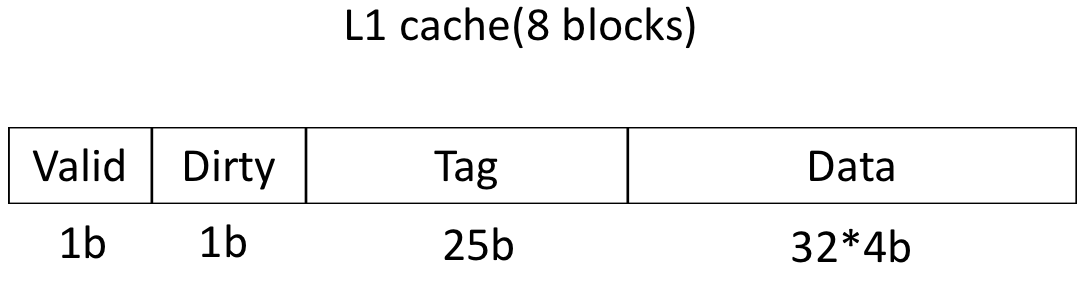 L1 cache(8 blocks)
Valid Dirty Tag Data
1b 1b 25b 32*4b